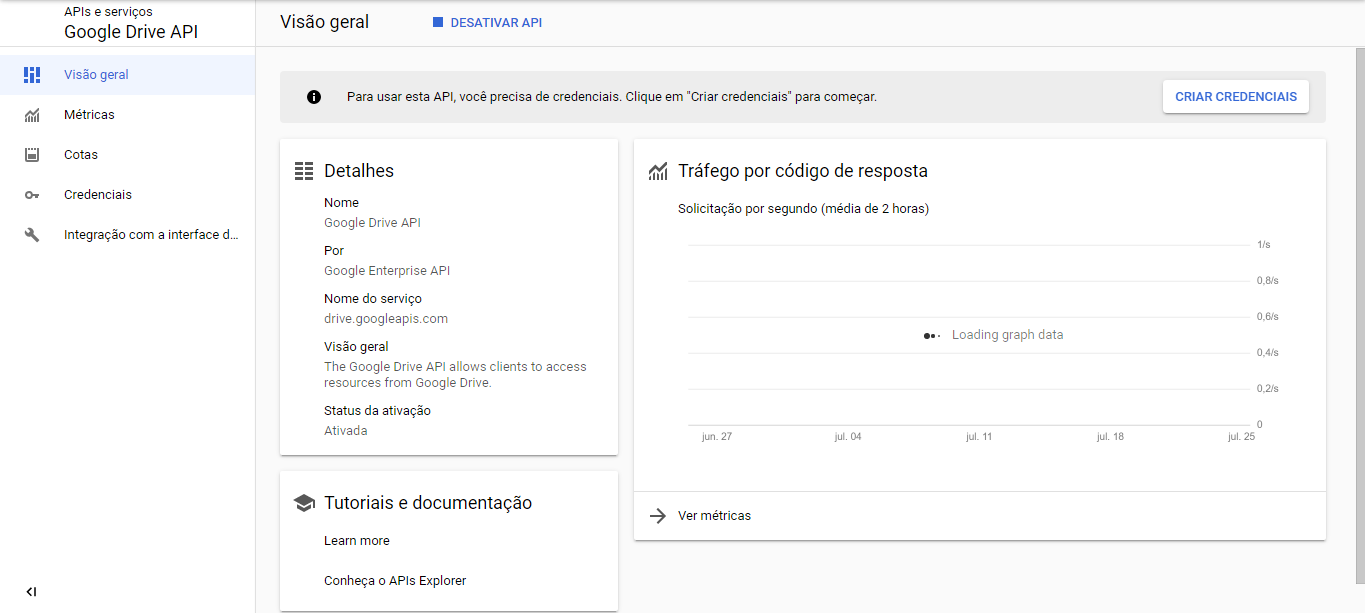 APIs e serviços
Google Drive API
Visão geral
DESATIVAR API
Visão geral
Métricas
Cotas
Credenciais
Integração com a interface d...
Para usar esta API, você precisa de credenciais. Clique em "Criar credenciais" para começar.
CRIAR CREDENCIAIS
Detalhes
Nome
Google Drive API
Por
Google Enterprise API
Nome do serviço
drive.googleapis.com
Visão geral
The Google Drive API allows clients to access
resources from Google Drive.
Status da ativação
Ativada
Tutoriais e documentação
Learn more
Conheça o APIs Explorer
Tráfego por código de resposta
Solicitação por segundo (média de 2 horas)
1/s
0,8/s
0,6/s
Loading graph data
0,4/s
0,2/s
0
jun. 27
jul. 04
jul. 11
jul. 18
jul. 25
Ver métricas